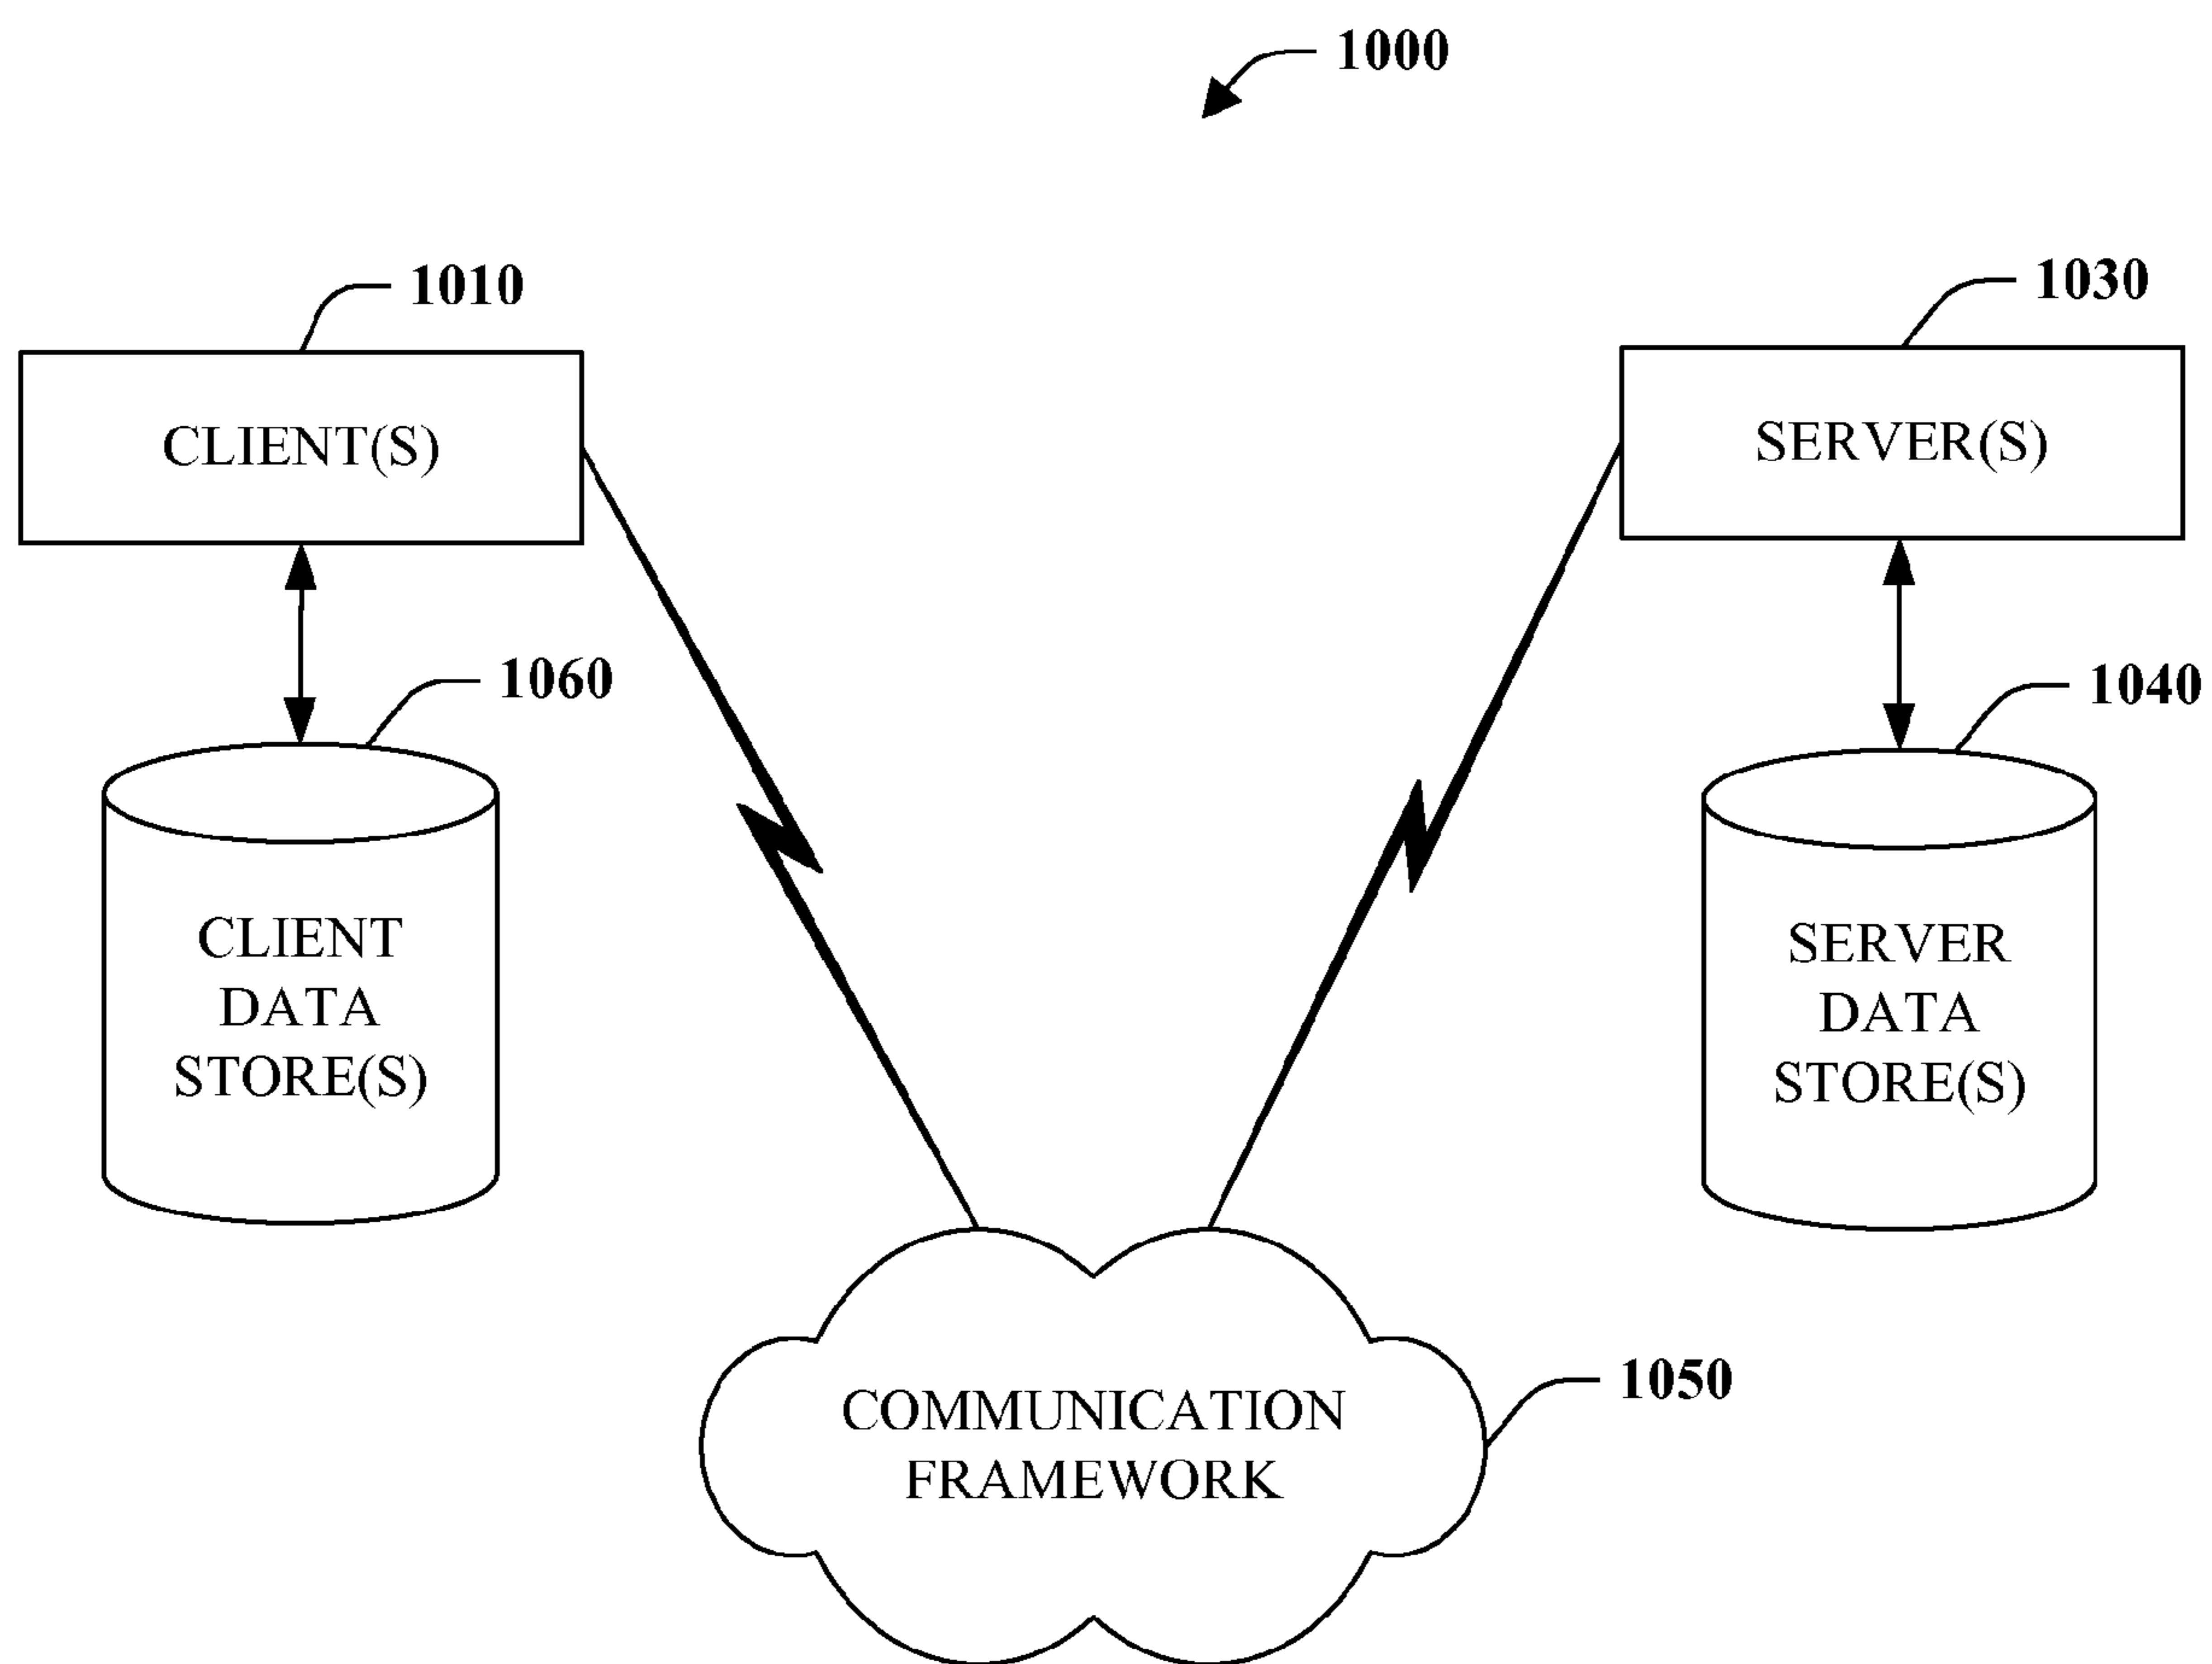 1000
1010
1030
CLIENT(S)
SERVER(S)
1060
1040
CLIENT
DATA
STORE(S)
SERVER
DATA
STORE(S)
1050
COMMUNICATION
FRAMEWORK